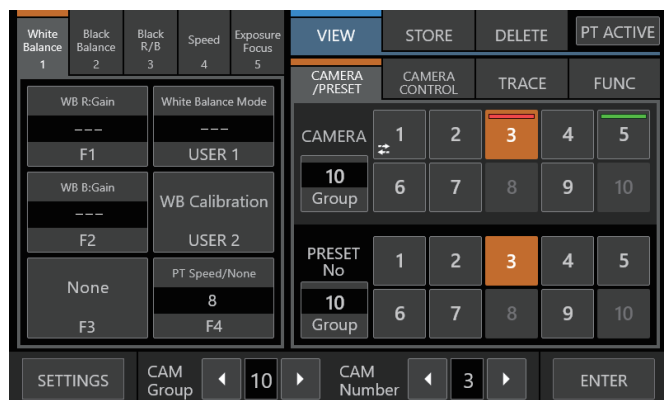 White Balance
1
Black Balance
2
Black R/B
3
Speed
4
Exposure Focus
5
VIEW
STORE
DELETE
PT ACTIVE
CAMERA /PRESET
CAMERA CONTROL
TRACE
FUNC
WB R:Gain
---
F1
White Balance Mode
---
USER 1
WB B:Gain
---
F2
WB Calibration
USER 2
None
F3
PT Speed/None
8
F4
CAMERA
10
Group
1
2
3
4
5
6
7
8
9
10
PRESET
No
10
Group
1
2
3
4
5
6
7
8
9
10
SETTINGS
CAM
Group
10
CAM
Number
3
ENTER